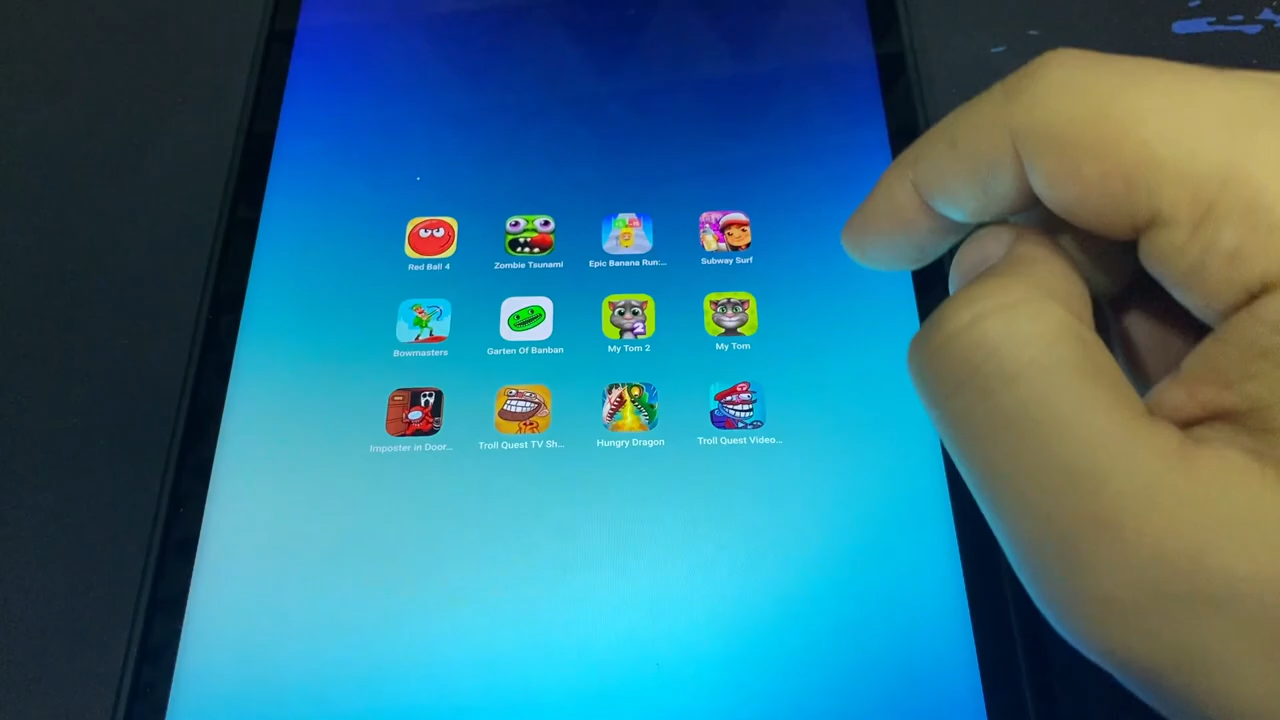 Red Ball 4
Zombie Tsunami
Epic Banana Run:...
Subway Surf
Bowmasters
Garten Of Banban
My Tom 2
My Tom
Imposter in Door...
Troll Quest TV Sh...
Hungry Dragon
Troll Quest Video...